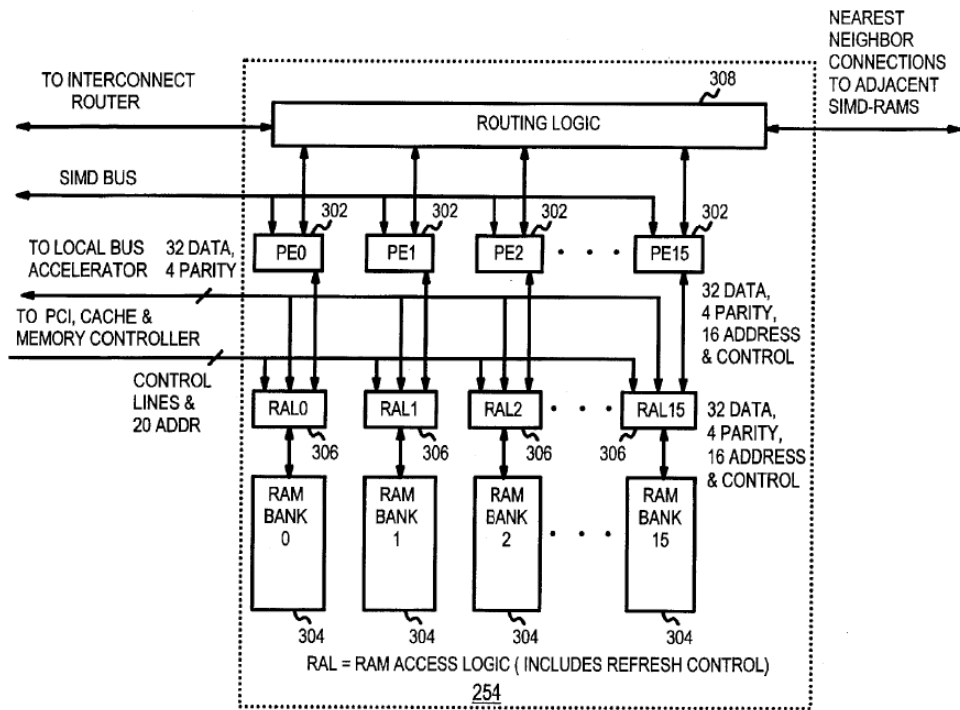 NEAREST
NEIGHBOR
CONNECTIONS
TO ADJACENT
SIMD-RAMS
TO INTERCONNECT
ROUTER
308
ROUTING LOGIC
SIMD BUS
302
302
302
302
PE0
PE1
PE2
PE15
TO LOCAL BUS
ACCELERATOR
32 DATA,
4 PARITY
32 DATA,
4 PARITY,
16 ADDRESS
& CONTROL
TO PCI, CACHE &
MEMORY CONTROLLER
CONTROL
LINES &
20 ADDR
RAL0
RAL1
RAL2
RAL15
306
306
306
306
32 DATA,
4 PARITY,
16 ADDRESS
& CONTROL
RAM
BANK
0
RAM
BANK
1
RAM
BANK
2
RAM
BANK
15
304
304
304
304
RAL = RAM ACCESS LOGIC ( INCLUDES REFRESH CONTROL)
254